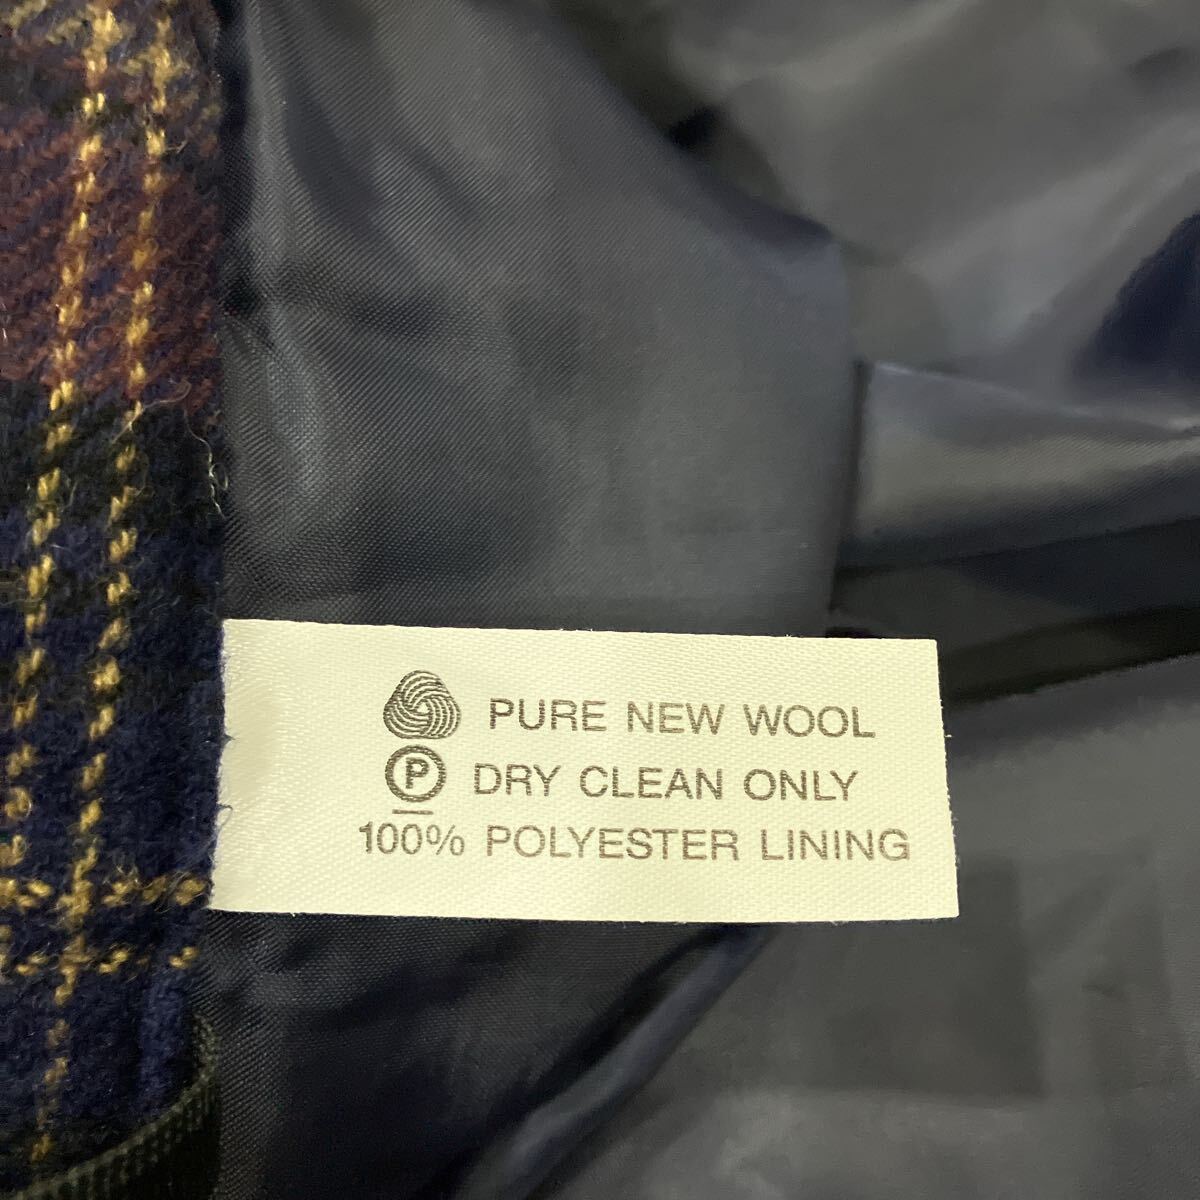 PURE NEW WOOL
P DRY CLEAN ONLY
100% POLYESTER LINING